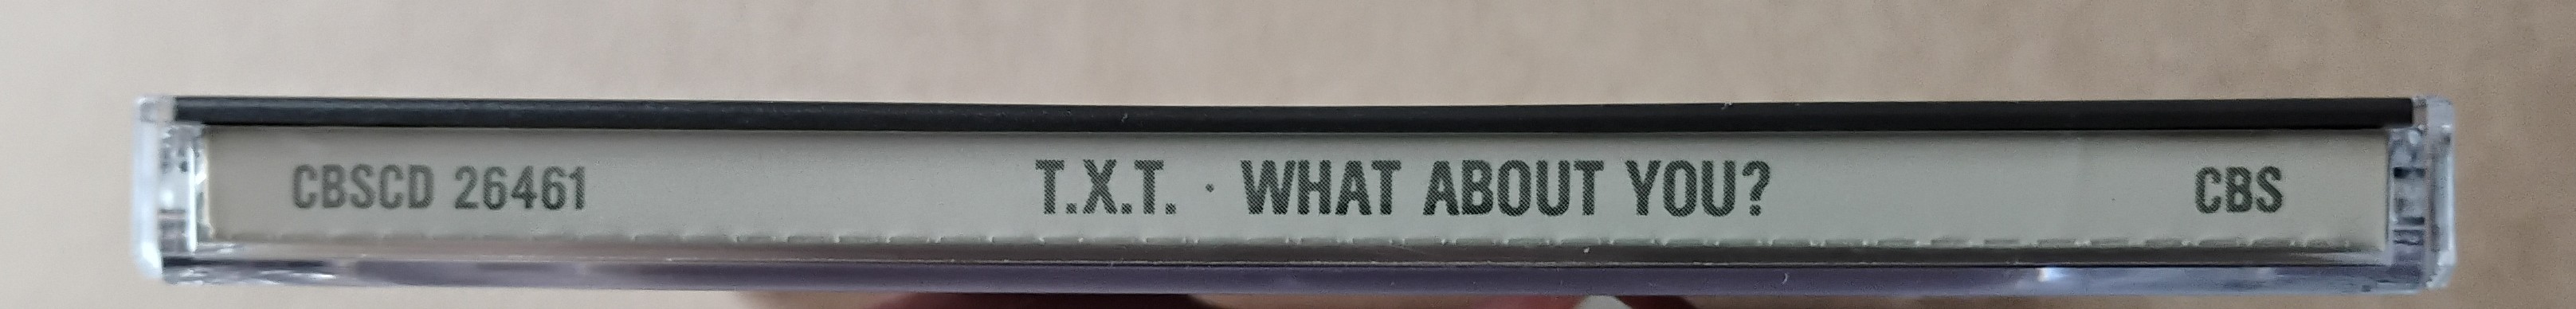 CBSCD 26461 T.X.T. · WHAT ABOUT YOU? CBS